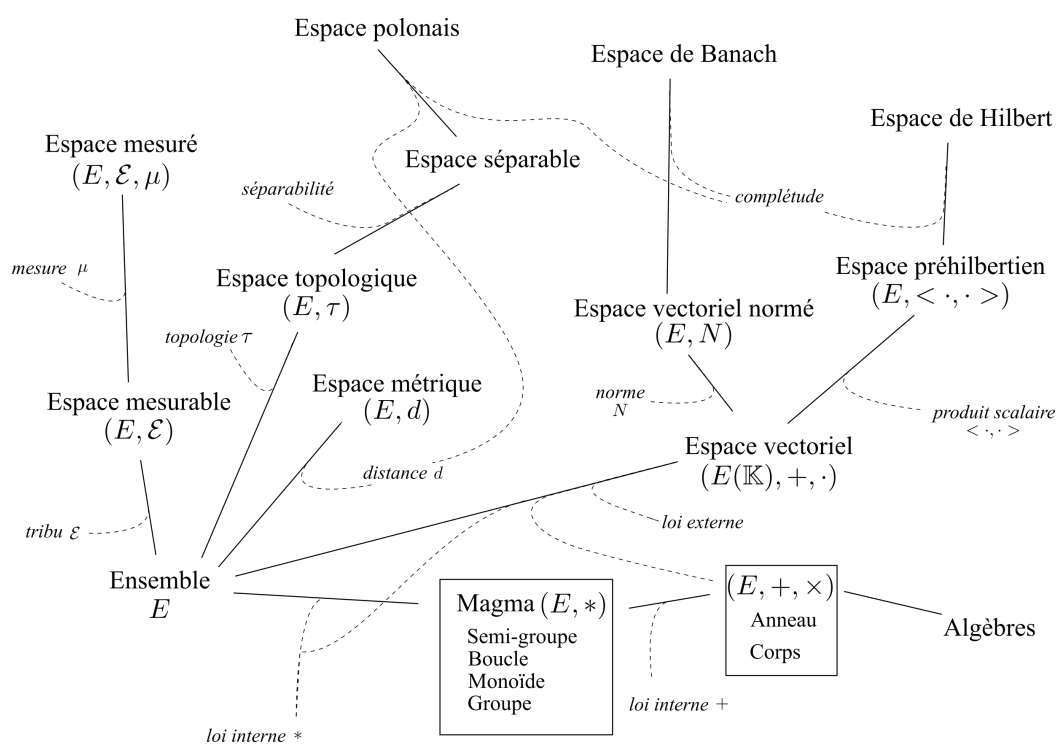 Espace polonais
Espace de Banach
Espace de Hilbert
Espace mesuré
(E, ℰ, μ)
Espace séparable
séparabilité
complétude
mesure μ
Espace topologique
(E, τ)
Espace préhilbertien
(E, < ·, · >)
Espace vectoriel normé
(E, N)
topologie τ
Espace métrique
(E, d)
Espace mesurable
(E, ℰ)
norme
N
produit scalaire
< ·, · >
Espace vectoriel
(E(𝕂), +, ·)
distance d
tribu ℰ
loi externe
Ensemble
E
Magma (E, ∗)
Semi-groupe
Boucle
Monoïde
Groupe
(E, +, ×)
Anneau
Corps
Algèbres
loi interne +
loi interne ∗